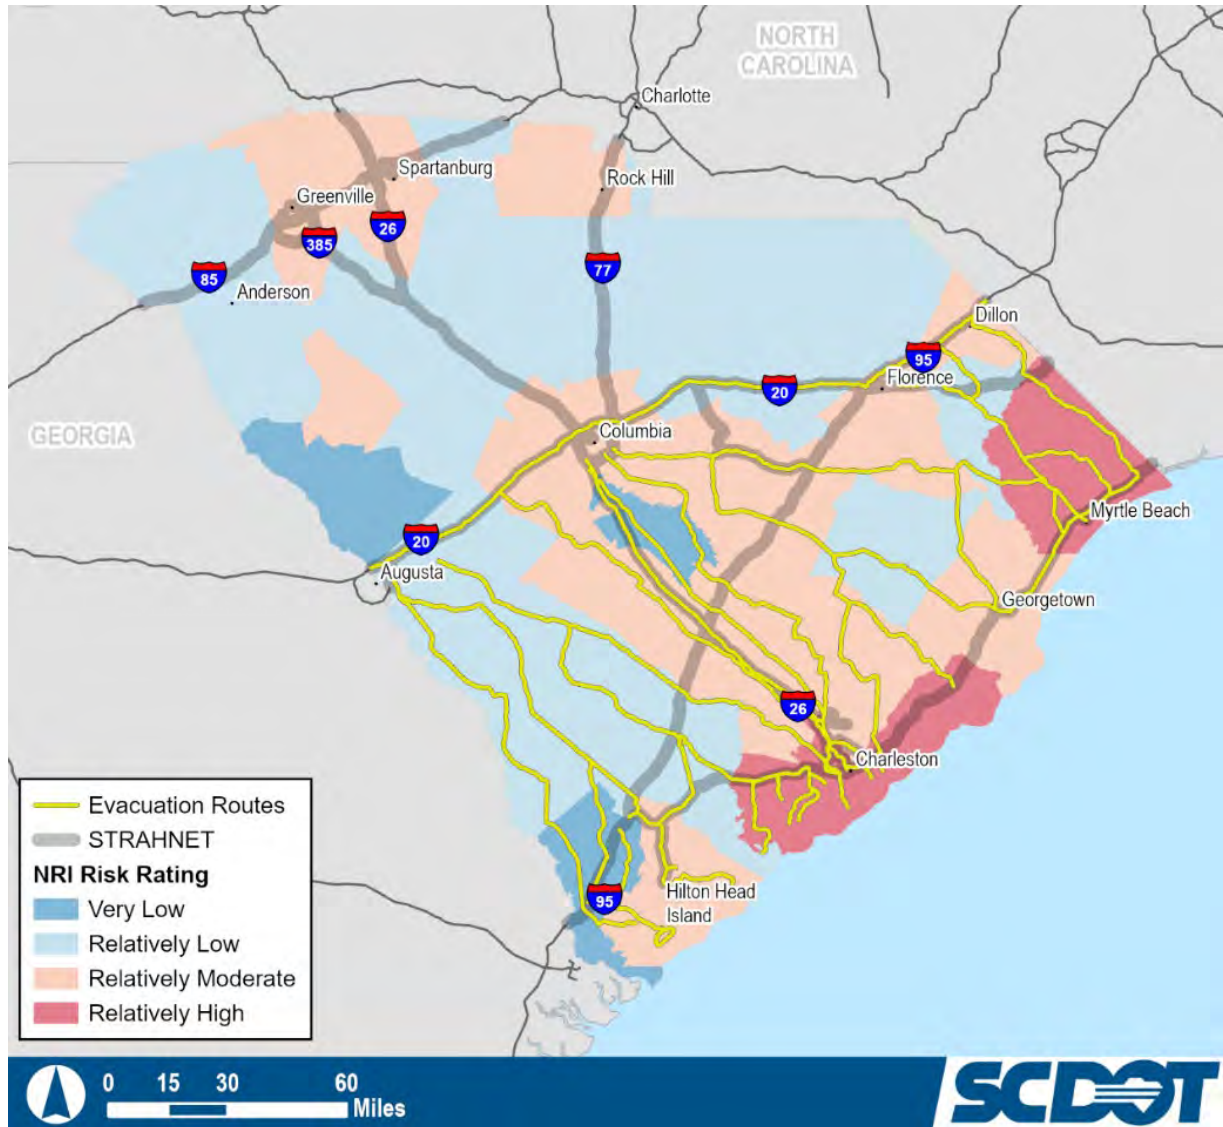 NORTH
CAROLINA
Charlotte
Spartanburg
Rock Hill
Greenville
26
385
77
85
Anderson
Dillon
95
Florence
20
GEORGIA
Columbia
Myrtle Beach
20
Augusta
Georgetown
26
Charleston
Hilton Head
Island
95
Evacuation Routes
STRAHNET
NRI Risk Rating
Very Low
Relatively Low
Relatively Moderate
Relatively High
0 15 30 60
Miles
SCDOT